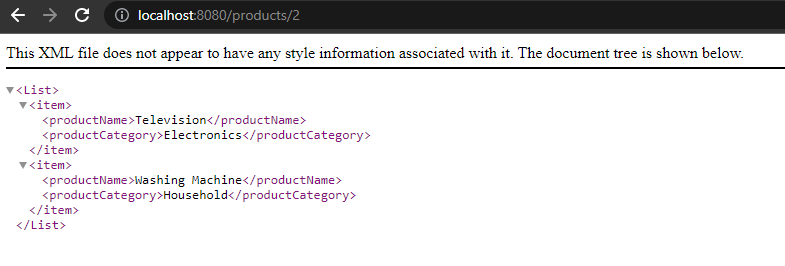 localhost:8080/products/2
This XML file does not appear to have any style information associated with it. The document tree is shown below.
▼<List>
▼<item>
<productName>Television</productName>
<productCategory>Electronics</productCategory>
</item>
▼<item>
<productName>Washing Machine</productName>
<productCategory>Household</productCategory>
</item>
</List>